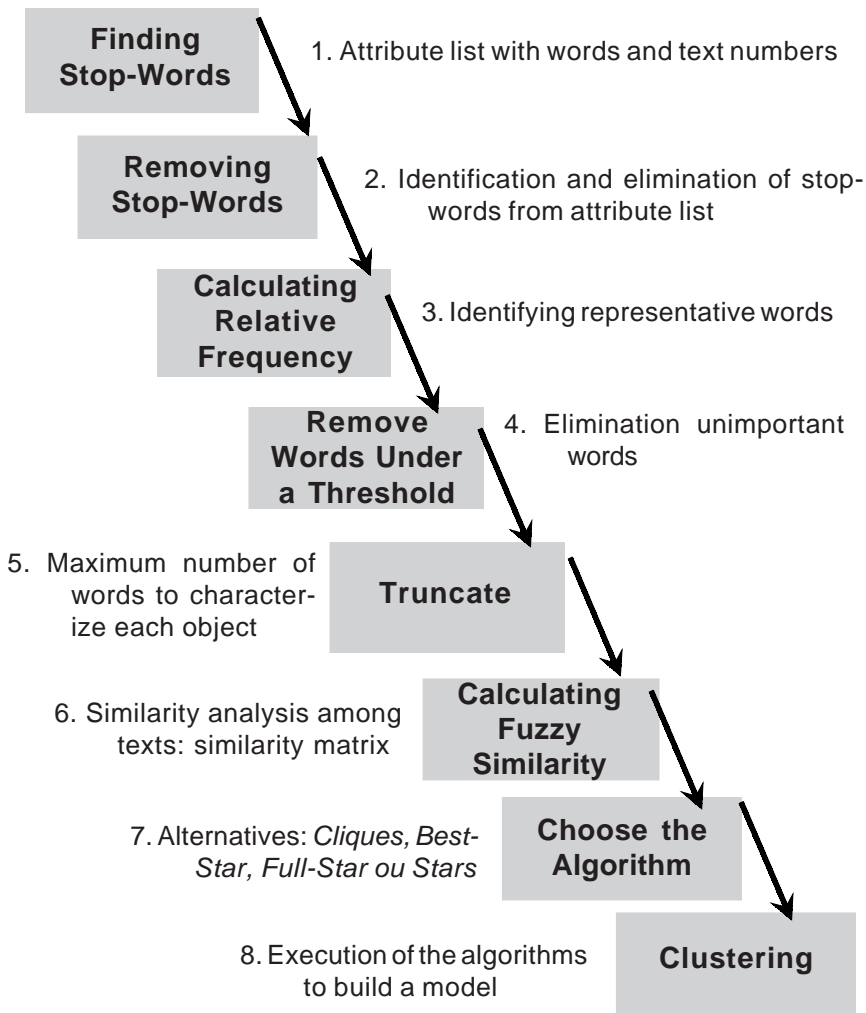 Finding
Stop-Words
1. Attribute list with words and text numbers
Removing
Stop-Words
2. Identification and elimination of stop-
words from attribute list
Calculating
Relative
Frequency
3. Identifying representative words
Remove
Words Under
a Threshold
4. Elimination unimportant
words
5. Maximum number of
words to character-
ize each object
Truncate
Calculating
Fuzzy
Similarity
6. Similarity analysis among
texts: similarity matrix
7. Alternatives: Cliques, Best-
Star, Full-Star ou Stars
Choose the
Algorithm
8. Execution of the algorithms
to build a model
Clustering